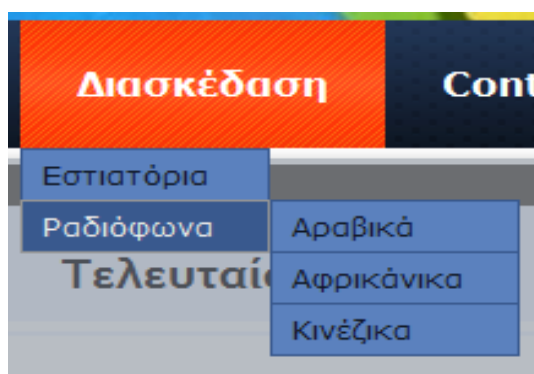 Διασκέδαση Cont
Εστιατόρια
Ραδιόφωνα Αραβικά
Τελευταί Αφρικάνικα
Κινέζικα